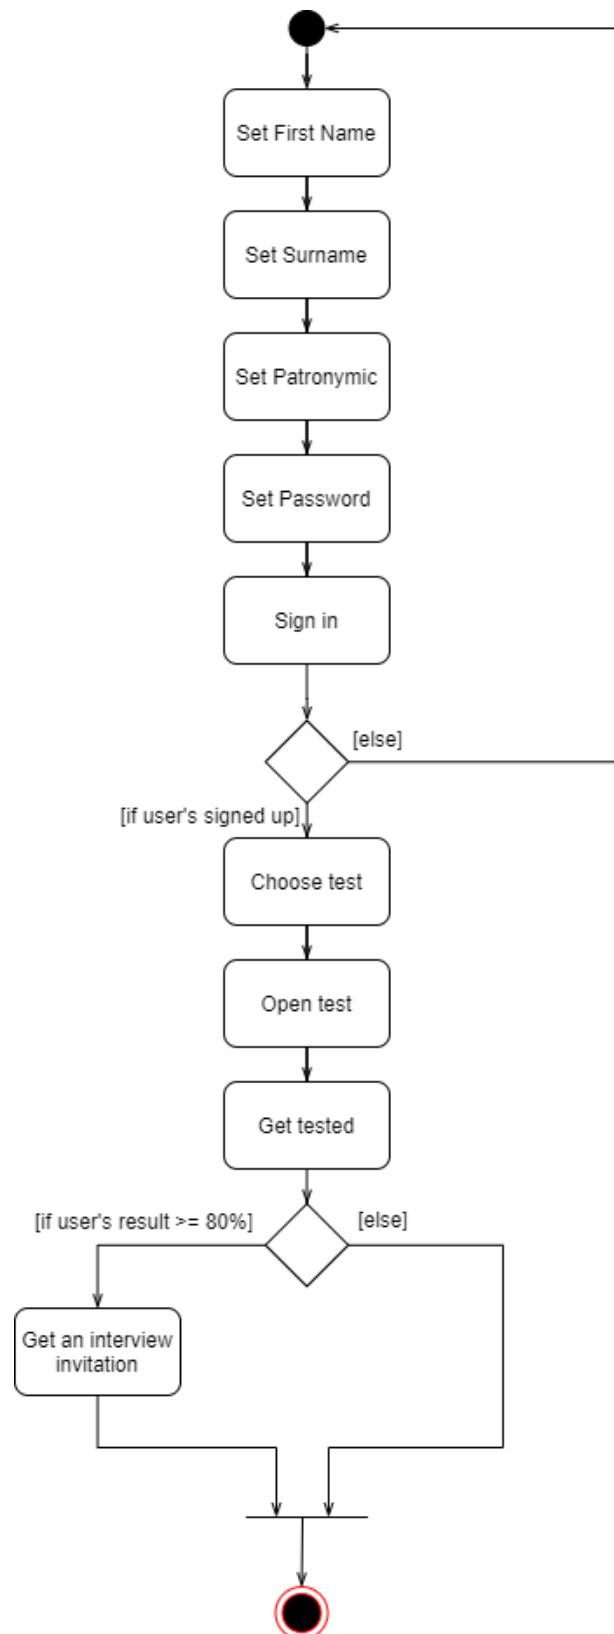 Set First Name
Set Surname
Set Patronymic
Set Password
Sign in
[else]
[if user's signed up]
Choose test
Open test
Get tested
[if user's result >= 80%]
[else]
Get an interview
invitation